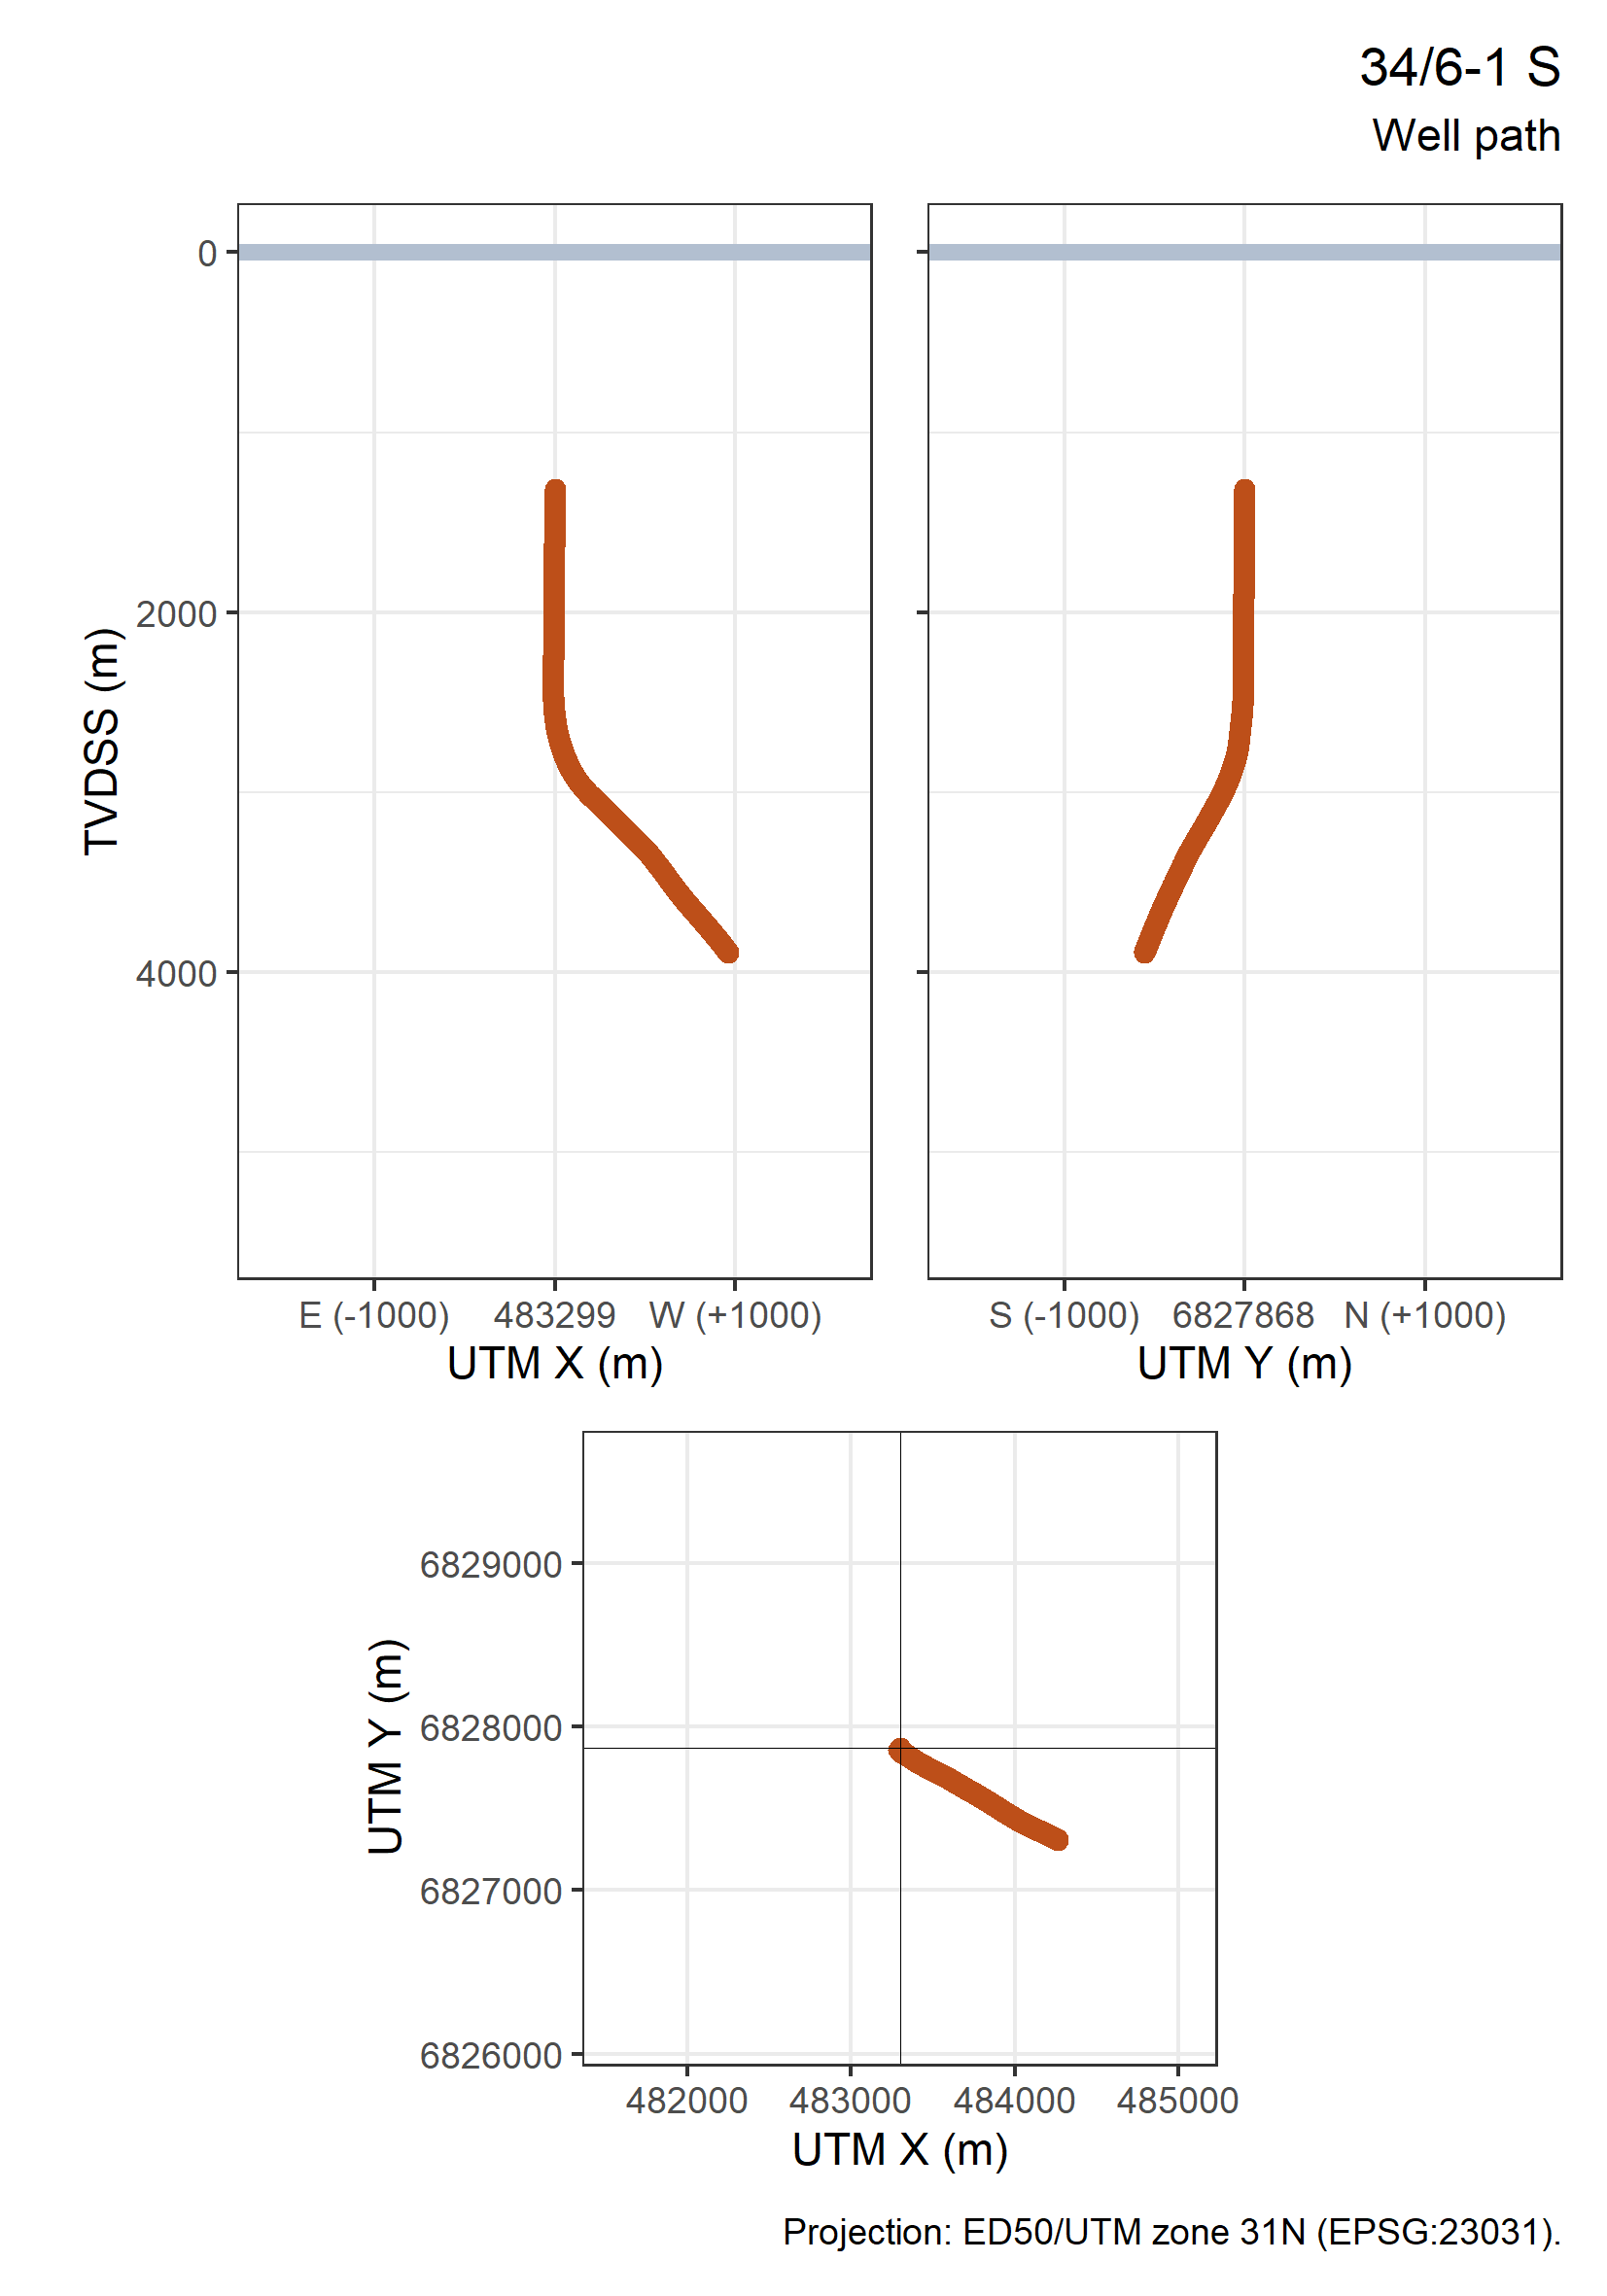 34/6-1 S
Well path
TVDSS (m)
0
2000
4000
E (-1000) 483299 W (+1000)
UTM X (m)
S (-1000) 6827868 N (+1000)
UTM Y (m)
UTM Y (m)
6829000
6828000
6827000
6826000
482000 483000 484000 485000
UTM X (m)
Projection: ED50/UTM zone 31N (EPSG:23031).